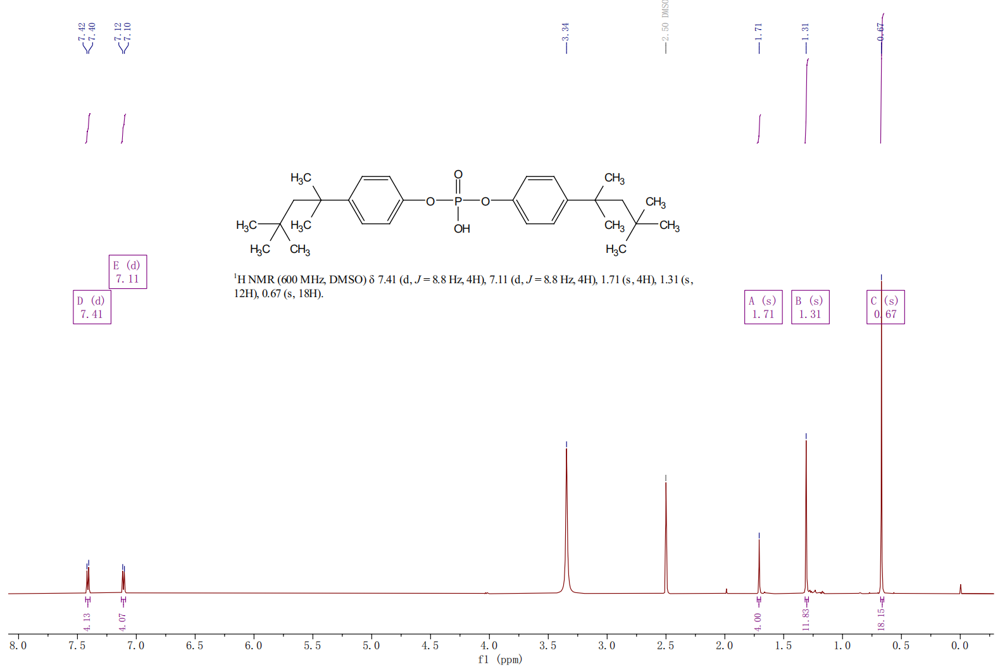 7.42
7.40
7.12
7.10
3.34
2.50 DMSO
1.71
1.31
0.67
O
H₃C
CH₃
O
P
O
CH₃
H₃C
H₃C
CH₃
CH₃
OH
H₃C
CH₃
H₃C
E (d)
7.11
¹H NMR (600 MHz, DMSO) δ 7.41 (d, J = 8.8 Hz, 4H), 7.11 (d, J = 8.8 Hz, 4H), 1.71 (s, 4H), 1.31 (s,
12H), 0.67 (s, 18H).
D (d)
7.41
A (s)
1.71
B (s)
1.31
C (s)
0.67
4.13
4.07
4.00
11.83
18.15
8.0 7.5 7.0 6.5 6.0 5.5 5.0 4.5 4.0 3.5 3.0 2.5 2.0 1.5 1.0 0.5 0.0
f1 (ppm)